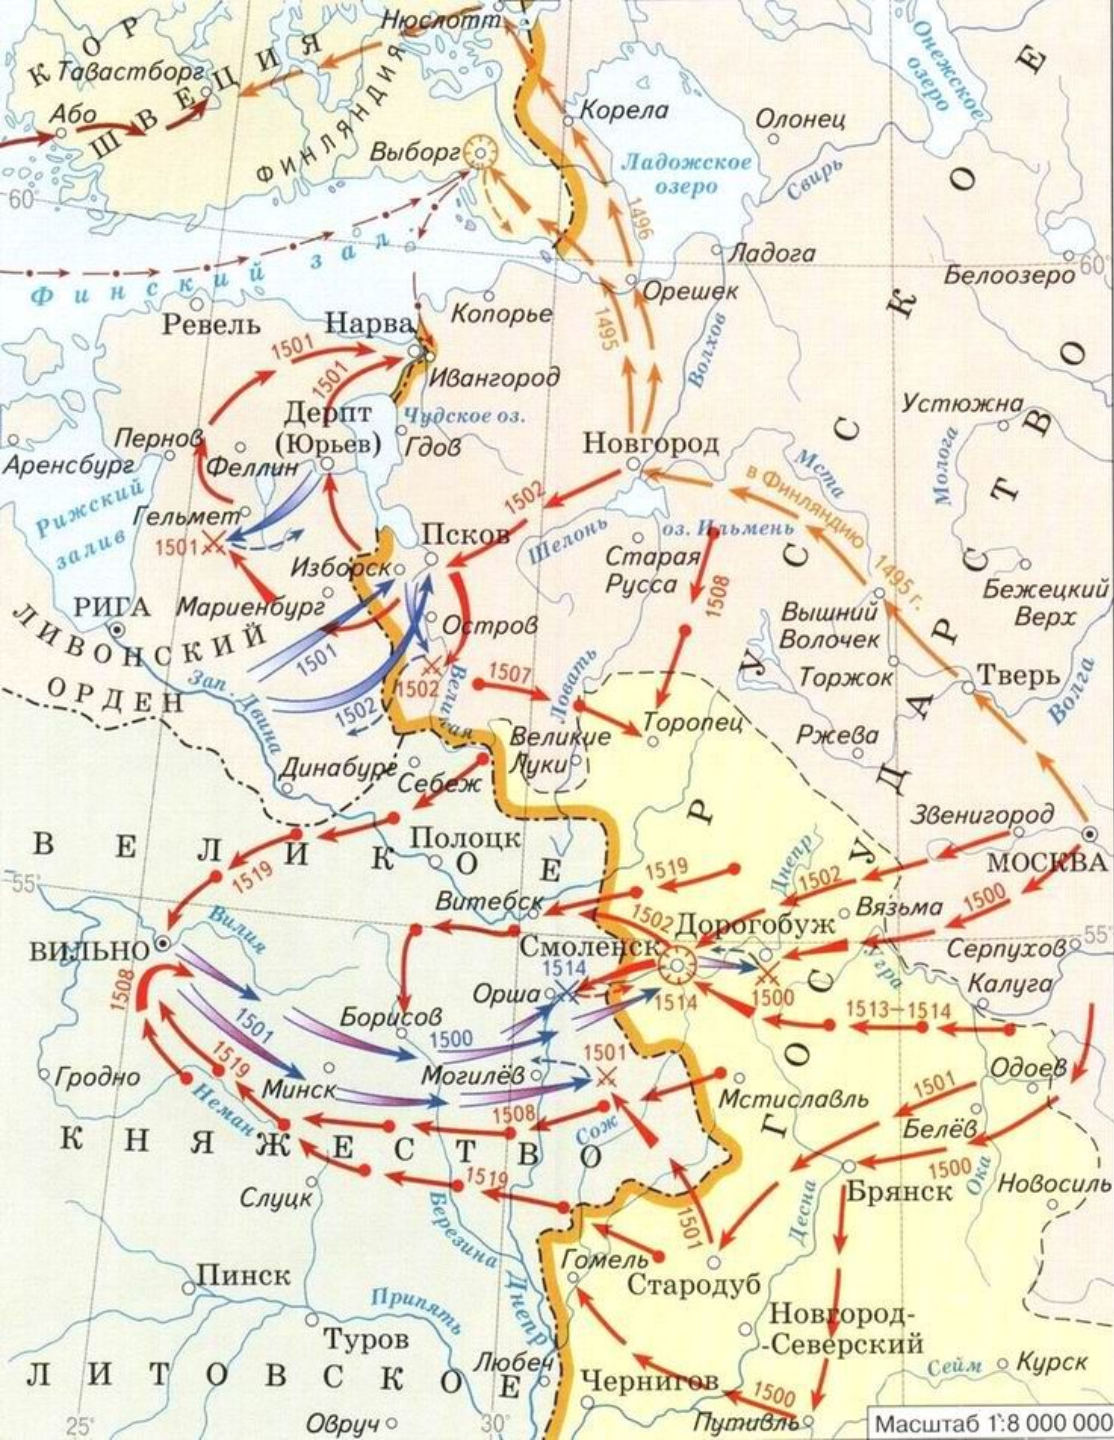 Нюслотт
КОР
ШВЕЦИЯ
Тавастборг
ФИНЛЯНДИЯ
Або
Выборг
Корела
Олонец
Онежское
озеро
Ладожское
озеро
Свирь
60°
1496
Ладога
Белоозеро
60°
Финский зал.
Орешек
1495
Волхов
Ревель
Нарва
Копорье
1501
1501
Ивангород
Дерпт
(Юрьев)
Чудское оз.
Гдов
Пернов
Аренсбург
Феллин
Новгород
Устюжна
Молога
Мста
в Финляндию
1495 г.
Рижский
залив
Гельмет
1501
1502
Псков
Шелонь
оз. Ильмень
Старая
Русса
1508
Изборск
РИГА
Мариенбург
Остров
Вышний
Волочек
Бежецкий
Верх
ЛИВОНСКИЙ
ОРДЕН
1501
Зап. Двина
1502
1502
Великая
1507
Ловать
Торжок
Тверь
Волга
Торопец
Великие
Луки
Ржева
Динабург
Себеж
Звенигород
МОСКВА
РУССКОЕ
ГОСУДАРСТВО
ВЕЛИКОЕ
Полоцк
55°
1519
1519
Днепр
1502
1500
Витебск
1502
Дорогобуж
Вязьма
Серпухов
55°
Вилия
ВИЛЬНО
Смоленск
1514
Орша
1514
1500
Угра
Калуга
1508
1501
Борисов
1500
1513–1514
1519
Гродно
Минск
Могилёв
1501
Мстиславль
Одоев
1501
Белёв
Неман
1508
Сож
КНЯЖЕСТВО
1500
Ока
Новосиль
Брянск
Слуцк
1519
Березина
1501
Десна
Гомель
Стародуб
Пинск
Припять
Днепр
Туров
Новгород-
-Северский
Любеч
Сейм
Курск
ЛИТОВСКОЕ
Чернигов
1500
25°
Овруч
30°
Путивль
Масштаб 1:8 000 000